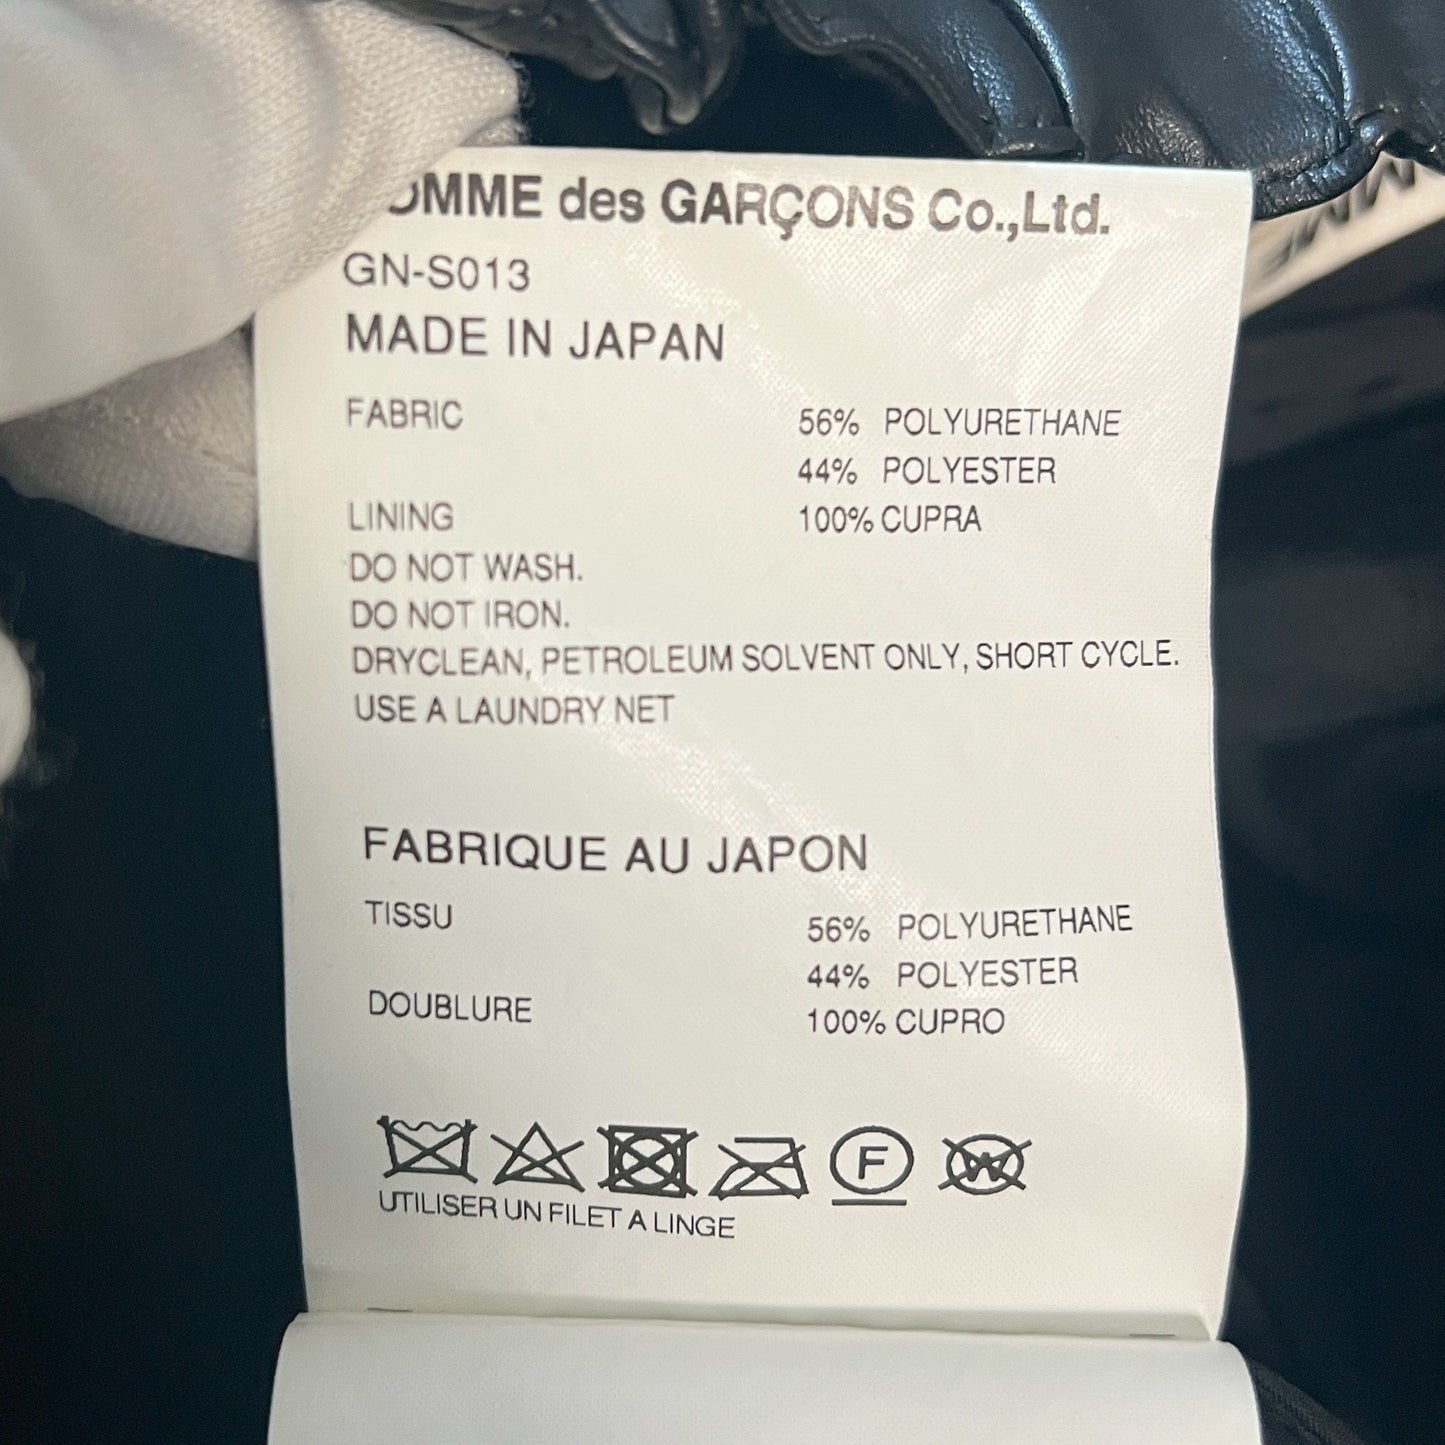 OMME des GARÇONS Co.,Ltd.
GN-S013
MADE IN JAPAN
FABRIC 56% POLYURETHANE
44% POLYESTER
LINING 100% CUPRA
DO NOT WASH.
DO NOT IRON.
DRYCLEAN, PETROLEUM SOLVENT ONLY, SHORT CYCLE.
USE A LAUNDRY NET
FABRIQUE AU JAPON
TISSU 56% POLYURETHANE
44% POLYESTER
DOUBLURE 100% CUPRO
F W
UTILISER UN FILET A LINGE